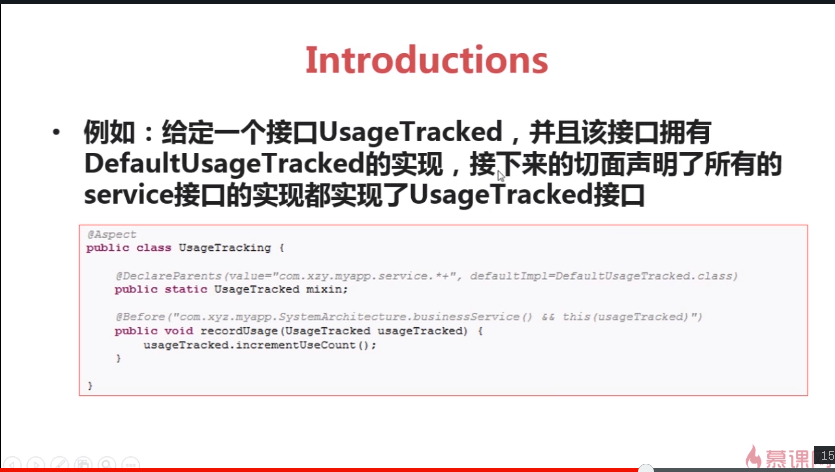 Introductions
• 例如：给定一个接口UsageTracked，并且该接口拥有
DefaultUsageTracked的实现，接下来的切面声明了所有的
service接口的实现都实现了UsageTracked接口
@Aspect
public class UsageTracking {
@DeclareParents(value="com.xzy.myapp.service.*+", defaultImpl=DefaultUsageTracked.class)
public static UsageTracked mixin;
@Before("com.xyz.myapp.SystemArchitecture.businessService() && this(usageTracked)")
public void recordUsage(UsageTracked usageTracked) {
usageTracked.incrementUseCount();
}
}
慕课
15